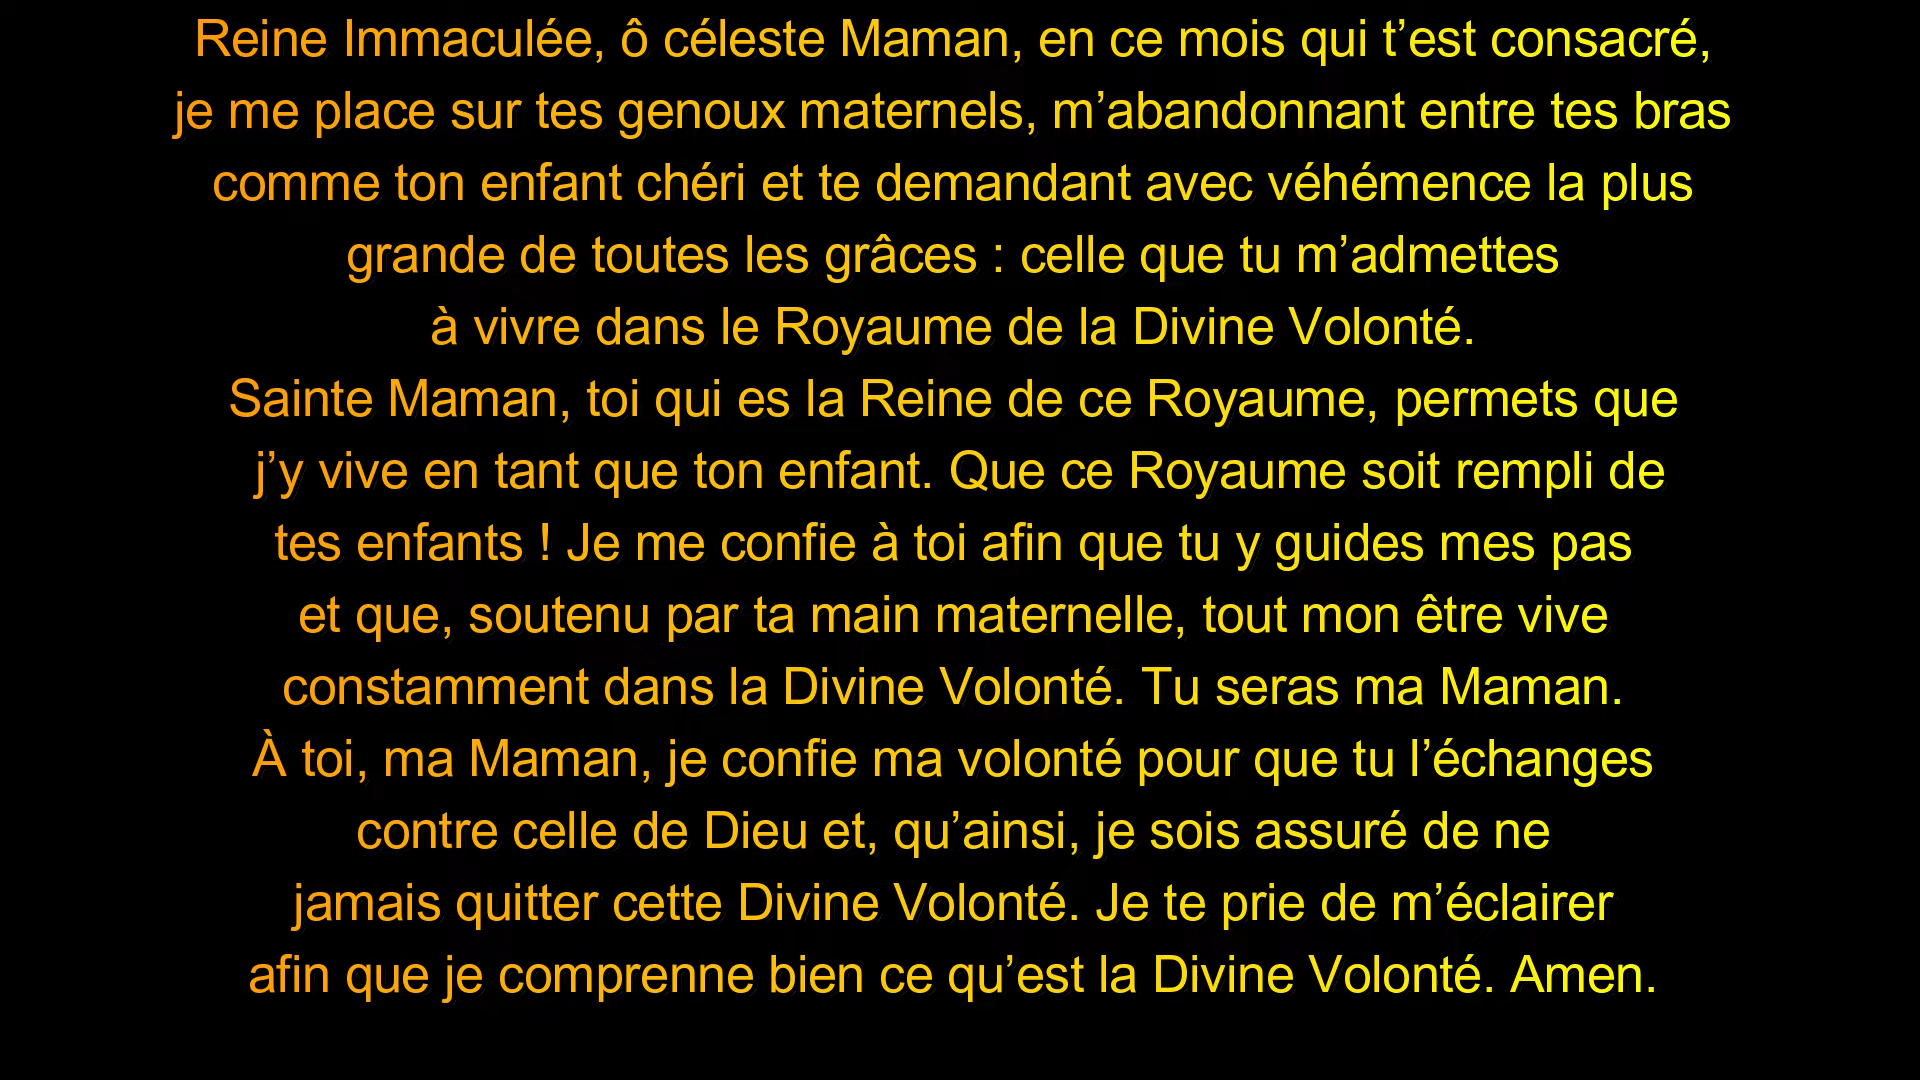 Reine Immaculée, ô céleste Maman, en ce mois qui t’est consacré,
je me place sur tes genoux maternels, m’abandonnant entre tes bras
comme ton enfant chéri et te demandant avec véhémence la plus
grande de toutes les grâces : celle que tu m’admettes
à vivre dans le Royaume de la Divine Volonté.
Sainte Maman, toi qui es la Reine de ce Royaume, permets que
j’y vive en tant que ton enfant. Que ce Royaume soit rempli de
tes enfants ! Je me confie à toi afin que tu y guides mes pas
et que, soutenu par ta main maternelle, tout mon être vive
constamment dans la Divine Volonté. Tu seras ma Maman.
À toi, ma Maman, je confie ma volonté pour que tu l’échanges
contre celle de Dieu et, qu’ainsi, je sois assuré de ne
jamais quitter cette Divine Volonté. Je te prie de m’éclairer
afin que je comprenne bien ce qu’est la Divine Volonté. Amen.